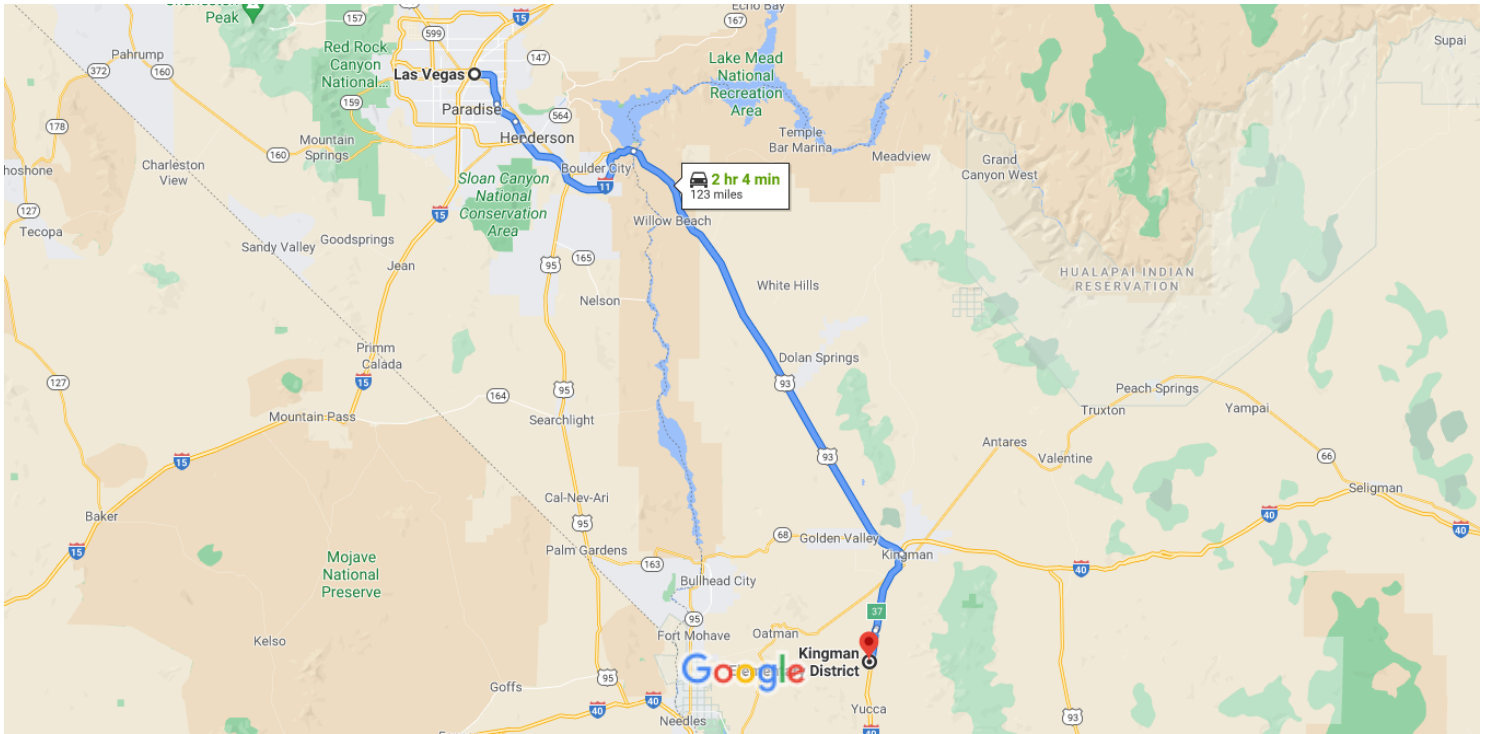 Peak
Echo Bay
15
157
167
Supai
599
Pahrump
Red Rock
Canyon
National...
147
Lake Mead
National
Recreation
Area
372
160
Las Vegas
159
Paradise
564
178
Henderson
Temple
Bar Marina
Mountain
Springs
160
Meadview
Grand
Canyon West
hoshone
Charleston
View
Boulder City
11
2 hr 4 min
123 miles
Sloan Canyon
National
Conservation
Area
127
15
Willow Beach
Tecopa
Sandy Valley
Goodsprings
Jean
95
165
HUALAPAI INDIAN
RESERVATION
White Hills
Nelson
Primm
Calada
Dolan Springs
127
15
95
93
Peach Springs
164
Truxton
Yampai
Mountain Pass
Searchlight
Antares
Valentine
93
66
15
Seligman
Cal-Nev-Ari
Baker
95
40
40
15
68
Golden Valley
Kingman
Palm Gardens
163
40
Mojave
National
Preserve
Bullhead City
37
95
Fort Mohave
Oatman
Kelso
Kingman
Elementary District
Google
95
Goffs
40
40
Yucca
Needles
93
40